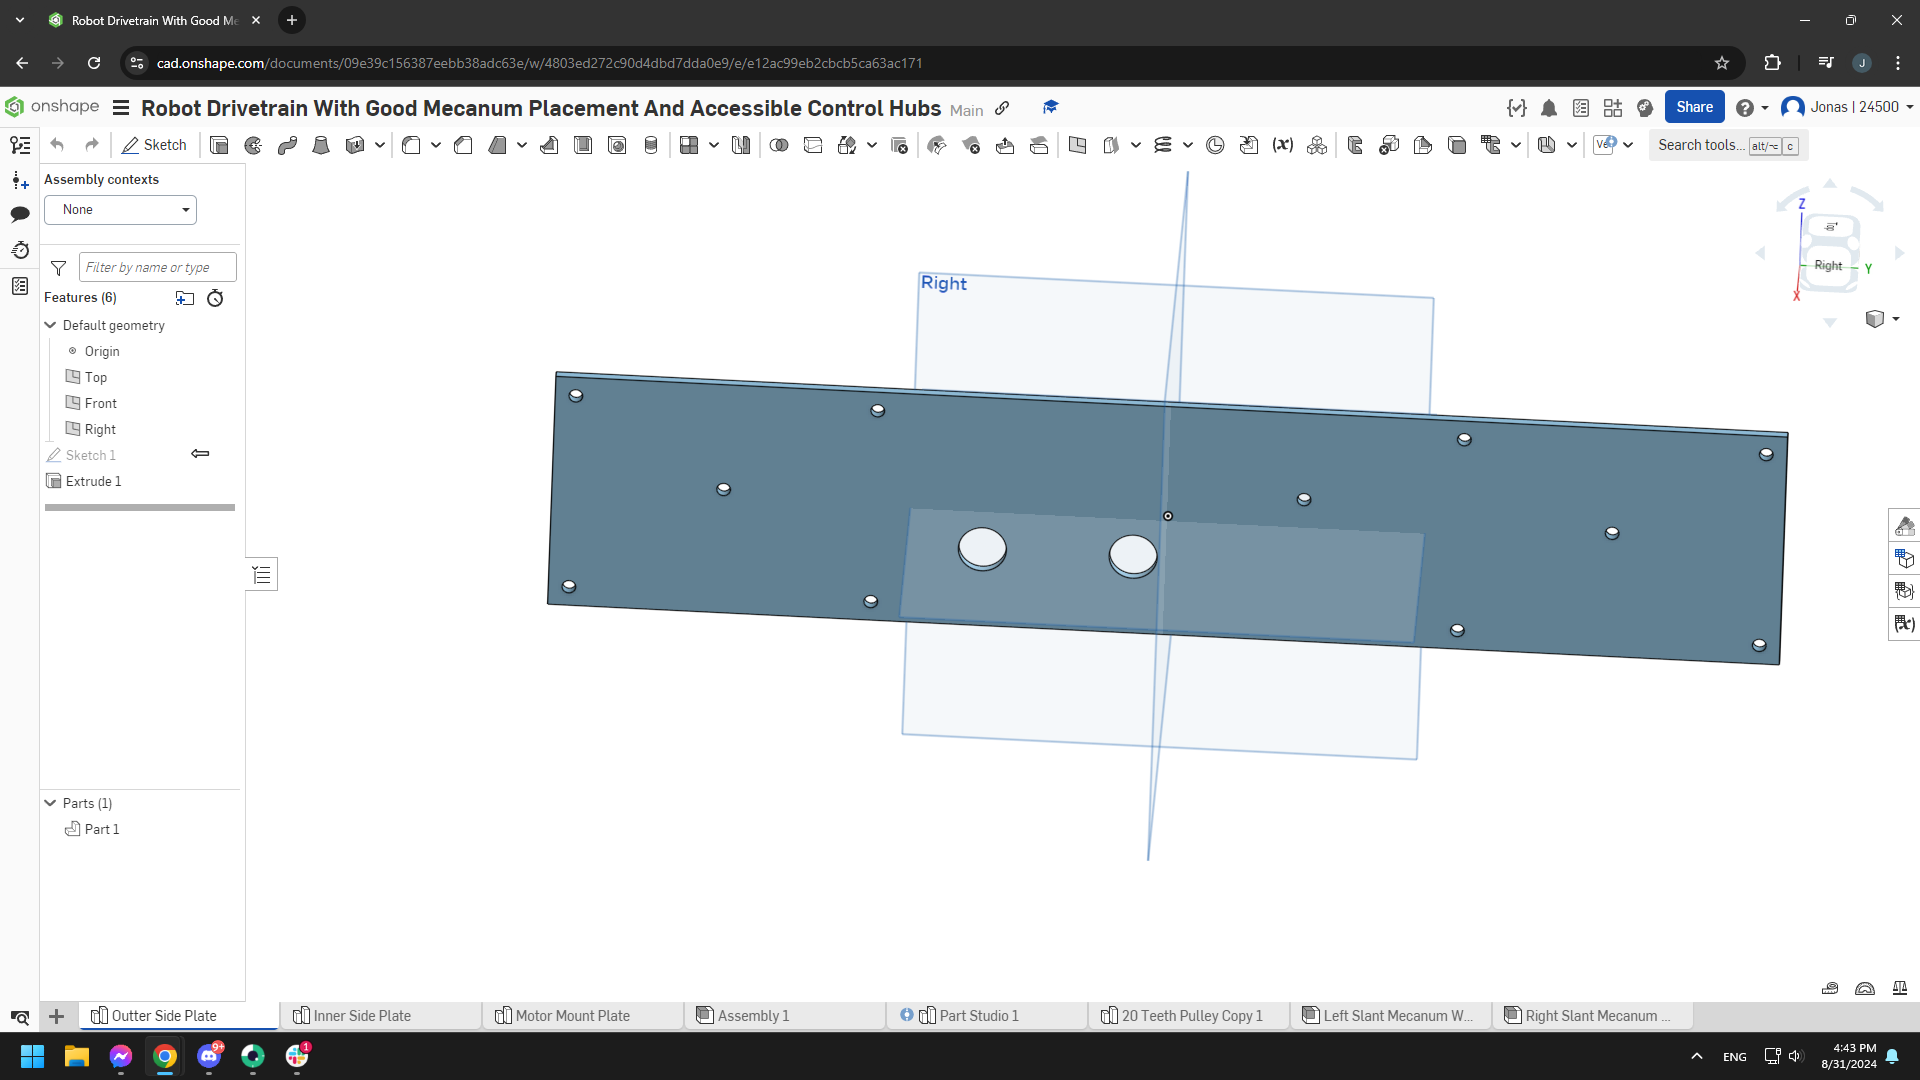 Robot Drivetrain With Good Me
cad.onshape.com/documents/09e39c156387eebb38adc63e/w/4803ed272c90d4dbd7dda0e9/e/e12ac99eb2cbcb5ca63ac171
J
onshape
Robot Drivetrain With Good Mecanum Placement And Accessible Control Hubs Main
Share
Jonas | 24500
Sketch
(x)
Search tools... alt/⌥ c
Assembly contexts
None
Filter by name or type
Features (6)
Default geometry
Origin
Top
Front
Right
Sketch 1
Extrude 1
Parts (1)
Part 1
Right
Z
Right
Y
X
(x)
Outter Side Plate
Inner Side Plate
Motor Mount Plate
Assembly 1
Part Studio 1
20 Teeth Pulley Copy 1
Left Slant Mecanum W...
Right Slant Mecanum ...
9+
1
ENG
4:43 PM
8/31/2024